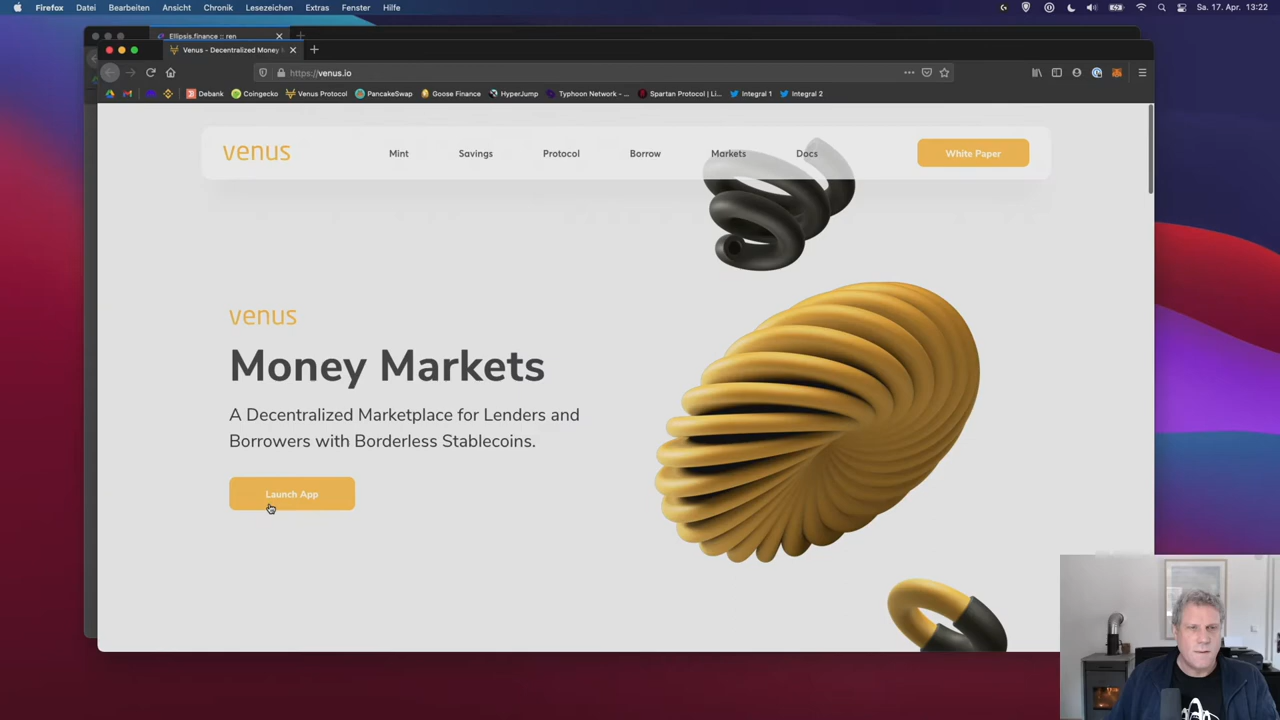 Firefox Datei Bearbeiten Ansicht Chronik Lesezeichen Extras Fenster Hilfe
Sa. 17. Apr. 13:22
Ellipsis.finance :: ren
Venus - Decentralized Money
https://venus.io
Debank Coingecko Venus Protocol PancakeSwap Goose Finance HyperJump Typhoon Network - ... Spartan Protocol | Li... Integral 1 Integral 2
venus
Mint Savings Protocol Borrow Markets Docs White Paper
venus
Money Markets
A Decentralized Marketplace for Lenders and
Borrowers with Borderless Stablecoins.
Launch App